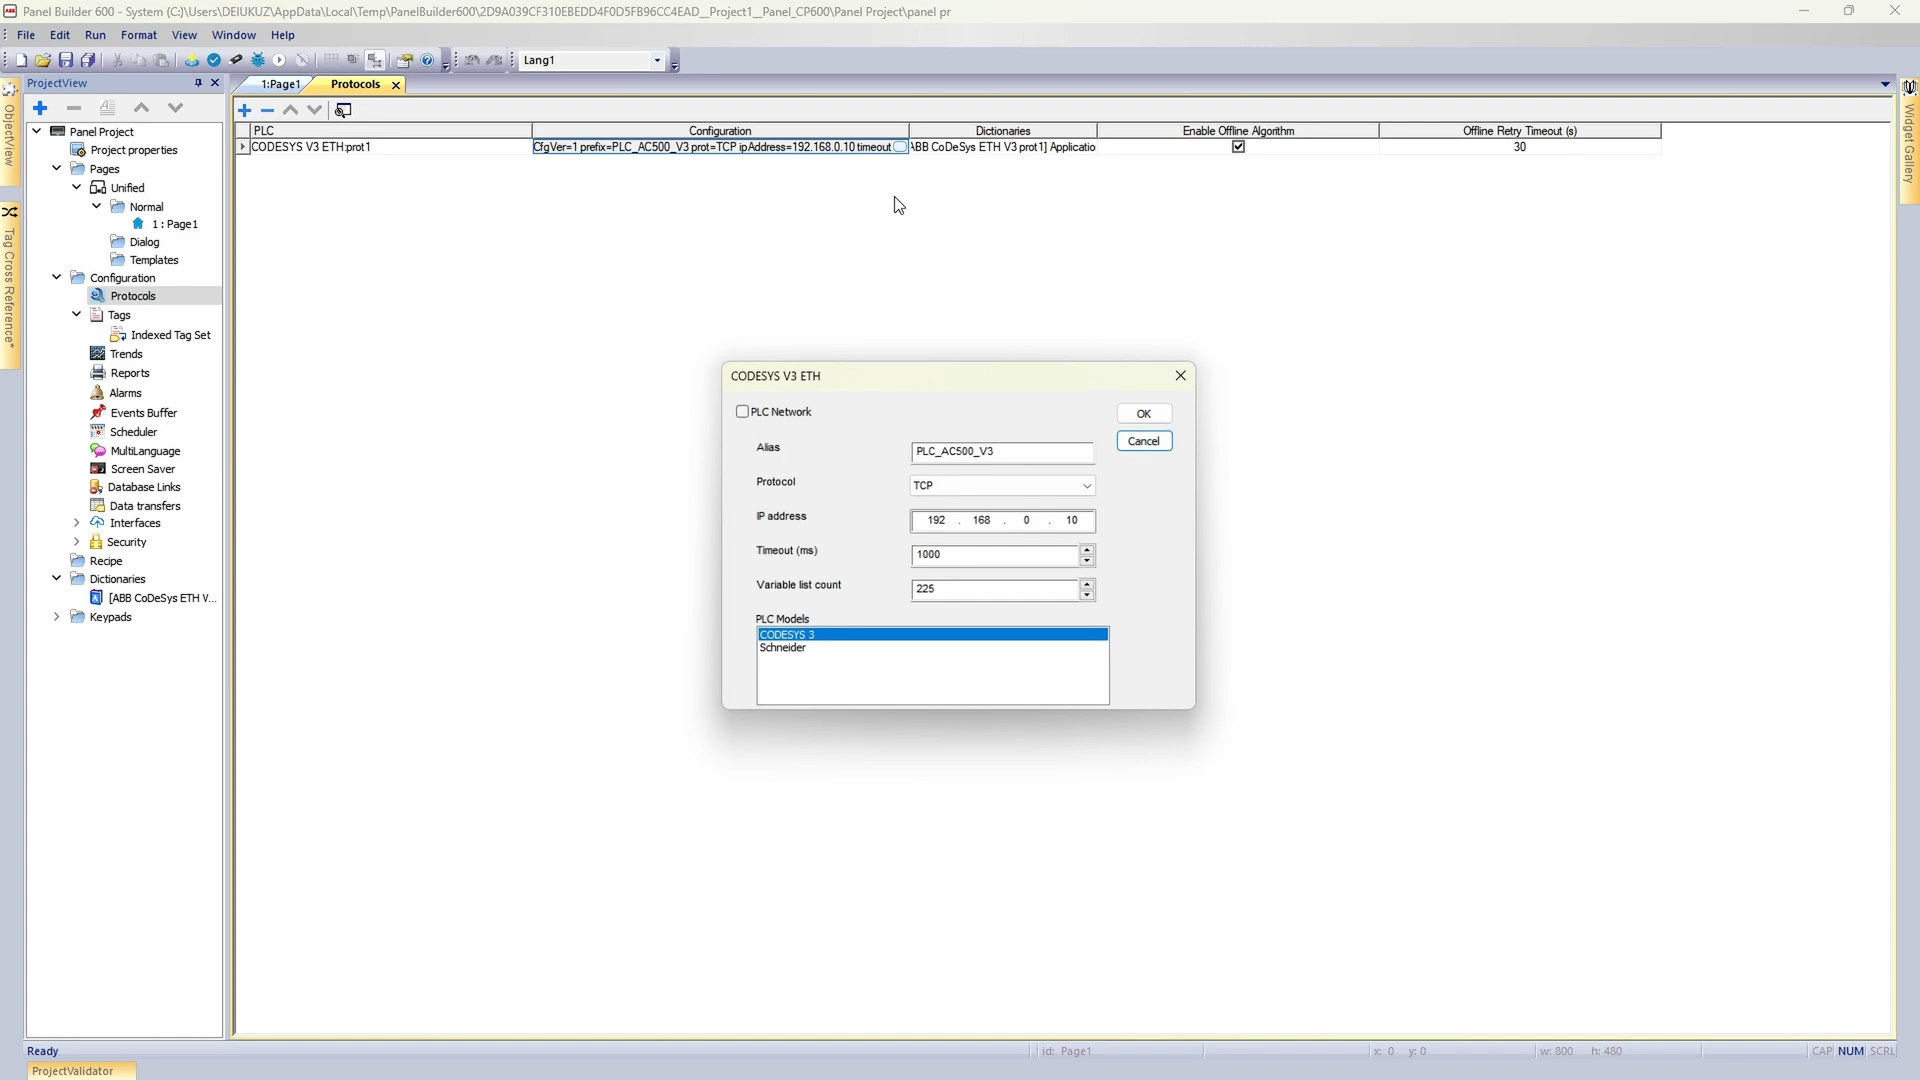 Panel Builder 600 - System (C:)\Users\DEIUKUZ\AppData\Local\Temp\PanelBuilder600\2D9A039CF310EBEDD4F0D5FB96CC4EAD__Project1__Panel_CP600\Panel Project\panel pr
File Edit Run Format View Window Help
Lang1
ProjectView
1:Page1 Protocols
ObjectView
Tag Cross Reference*
Widget Gallery
Panel Project
Project properties
Pages
Unified
Normal
1 : Page1
Dialog
Templates
Configuration
Protocols
Tags
Indexed Tag Set
Trends
Reports
Alarms
Events Buffer
Scheduler
MultiLanguage
Screen Saver
Database Links
Data transfers
Interfaces
Security
Recipe
Dictionaries
[ABB CoDeSys ETH V...
Keypads
PLC Configuration Dictionaries Enable Offline Algorithm Offline Retry Timeout (s)
CODESYS V3 ETH:prot1 CfgVer=1 prefix=PLC_AC500_V3 prot=TCP ipAddress=192.168.0.10 timeout ABB CoDeSys ETH V3 prot1] Applicatio 30
CODESYS V3 ETH
PLC Network
OK
Cancel
Alias PLC_AC500_V3
Protocol TCP
IP address 192 . 168 . 0 . 10
Timeout (ms) 1000
Variable list count 225
PLC Models
CODESYS 3
Schneider
Ready id: Page1 x: 0 y: 0 w: 800 h: 480 CAP NUM SCRL
ProjectValidator